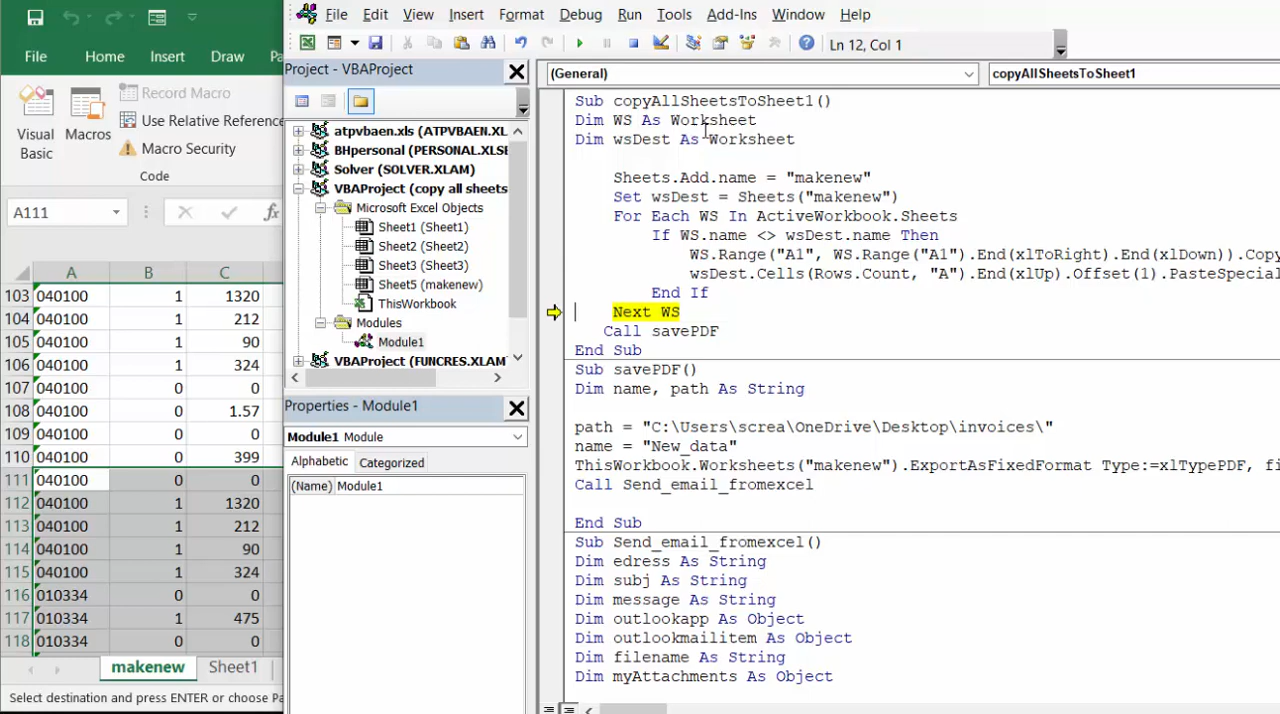 File Edit View Insert Format Debug Run Tools Add-Ins Window Help
Ln 12, Col 1
File Home Insert Draw
Visual Basic
Macros
Record Macro
Use Relative Reference
Macro Security
Code
A111
fx
A B C
103 040100 1 1320
104 040100 1 212
105 040100 1 90
106 040100 1 324
107 040100 0 0
108 040100 0 1.57
109 040100 0 0
110 040100 0 399
111 040100 0 0
112 040100 1 1320
113 040100 1 212
114 040100 1 90
115 040100 1 324
116 010334 0 0
117 010334 1 475
118 010334 0 0
makenew Sheet1
Select destination and press ENTER or choose Pa
Project - VBAProject
atpvbaen.xls (ATPVBAEN.XL
BHpersonal (PERSONAL.XLSE
Solver (SOLVER.XLAM)
VBAProject (copy all sheets
Microsoft Excel Objects
Sheet1 (Sheet1)
Sheet2 (Sheet2)
Sheet3 (Sheet3)
Sheet5 (makenew)
ThisWorkbook
Modules
Module1
VBAProject (FUNCRES.XLAM
Properties - Module1
Module1 Module
Alphabetic Categorized
(Name) Module1
(General) copyAllSheetsToSheet1
Sub copyAllSheetsToSheet1()
Dim WS As Worksheet
Dim wsDest As Worksheet
Sheets.Add.name = "makenew"
Set wsDest = Sheets("makenew")
For Each WS In ActiveWorkbook.Sheets
If WS.name <> wsDest.name Then
WS.Range("A1", WS.Range("A1").End(xlToRight).End(xlDown)).Copy
wsDest.Cells(Rows.Count, "A").End(xlUp).Offset(1).PasteSpecial
End If
Next WS
Call savePDF
End Sub
Sub savePDF()
Dim name, path As String
path = "C:\Users\screa\OneDrive\Desktop\invoices\"
name = "New_data"
ThisWorkbook.Worksheets("makenew").ExportAsFixedFormat Type:=xlTypePDF, fi
Call Send_email_fromexcel
End Sub
Sub Send_email_fromexcel()
Dim edress As String
Dim subj As String
Dim message As String
Dim outlookapp As Object
Dim outlookmailitem As Object
Dim filename As String
Dim myAttachments As Object